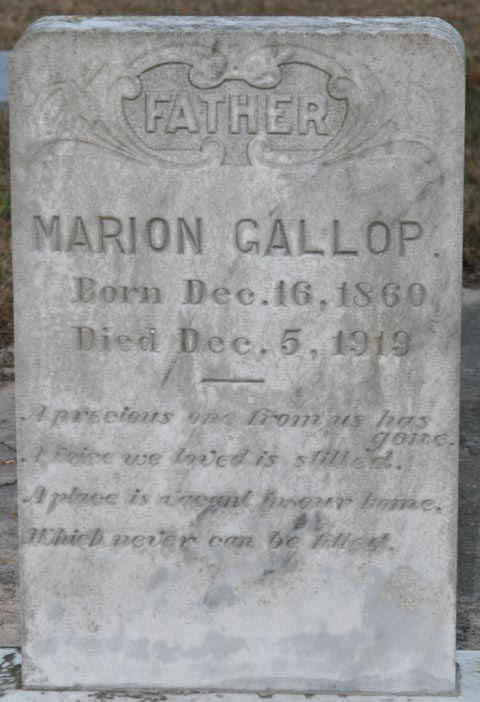 FATHER
MARION GALLOP.
Born Dec. 16, 1860
Died Dec. 5, 1919
A precious one from us has
gone.
A voice we loved is stilled.
A place is vacant in our home.
Which never can be filled.